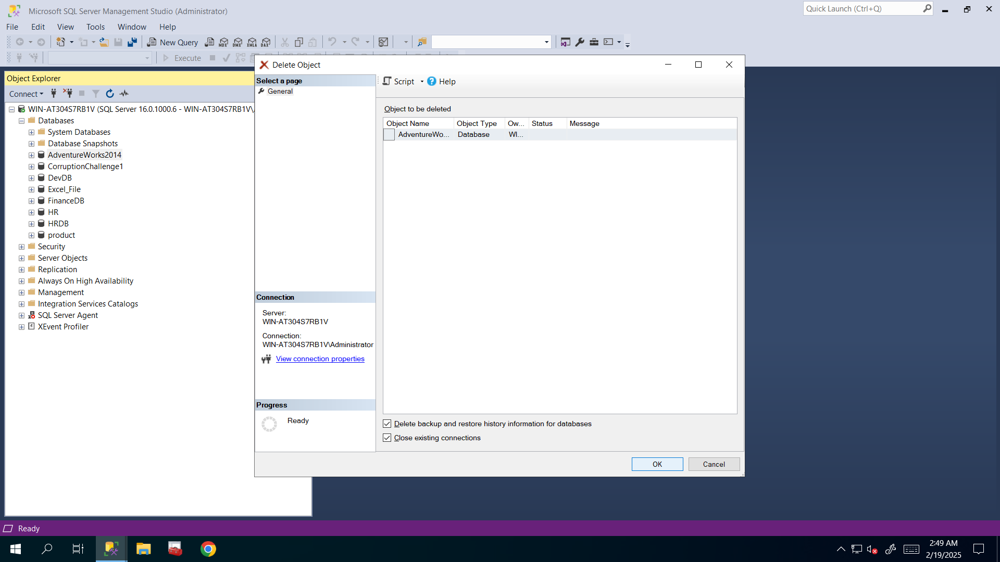 Microsoft SQL Server Management Studio (Administrator)
Quick Launch (Ctrl+Q)
File Edit View Tools Window Help
New Query
MDX DMX XMLA DAX
Execute
Object Explorer
Connect
WIN-AT304S7RB1V (SQL Server 16.0.1000.6 - WIN-AT304S7RB1V\
Databases
System Databases
Database Snapshots
AdventureWorks2014
CorruptionChallenge1
DevDB
Excel_File
FinanceDB
HR
HRDB
product
Security
Server Objects
Replication
Always On High Availability
Management
Integration Services Catalogs
SQL Server Agent
XEvent Profiler
Delete Object
Select a page
General
Connection
Server:
WIN-AT304S7RB1V
Connection:
WIN-AT304S7RB1V\Administrator
View connection properties
Progress
Ready
Script Help
Object to be deleted
Object Name Object Type Ow... Status Message
AdventureWo... Database WI...
Delete backup and restore history information for databases
Close existing connections
OK Cancel
Ready
2:49 AM
2/19/2025